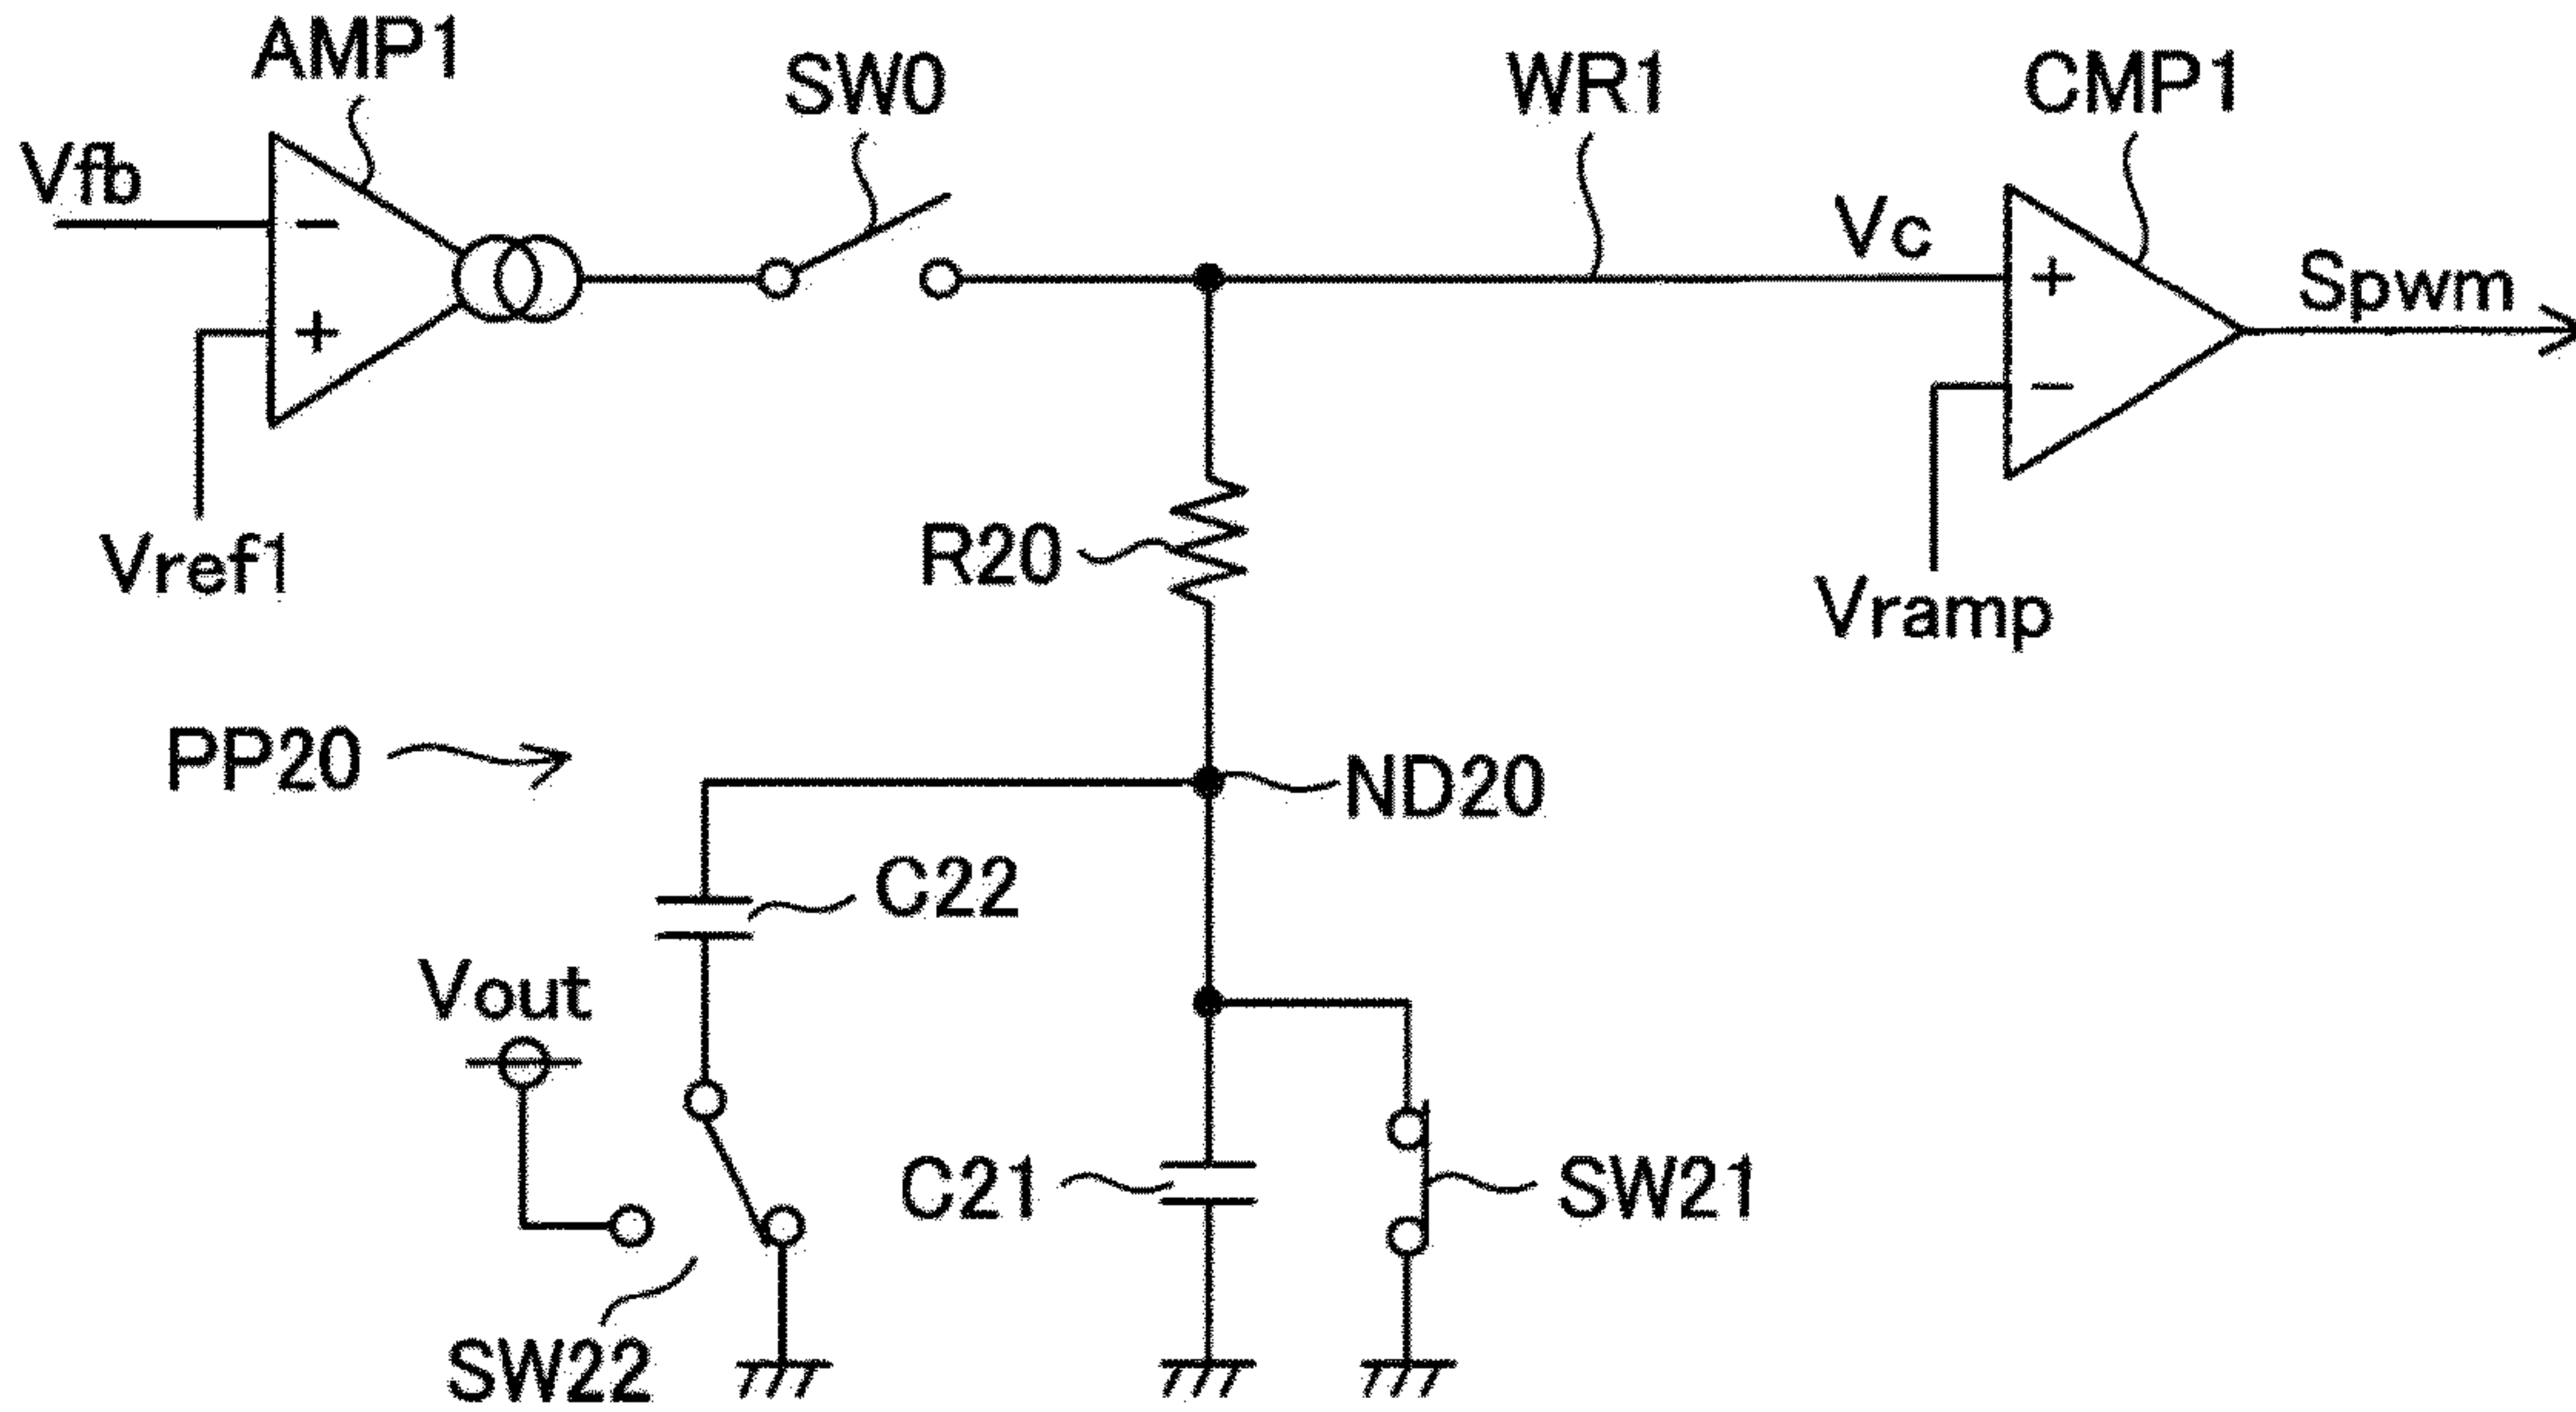 AMP1
SW0
WR1
CMP1
Vfb
−
+
Vc
+
−
Spwm
Vref1
R20
Vramp
PP20
ND20
C22
Vout
C21
SW21
SW22